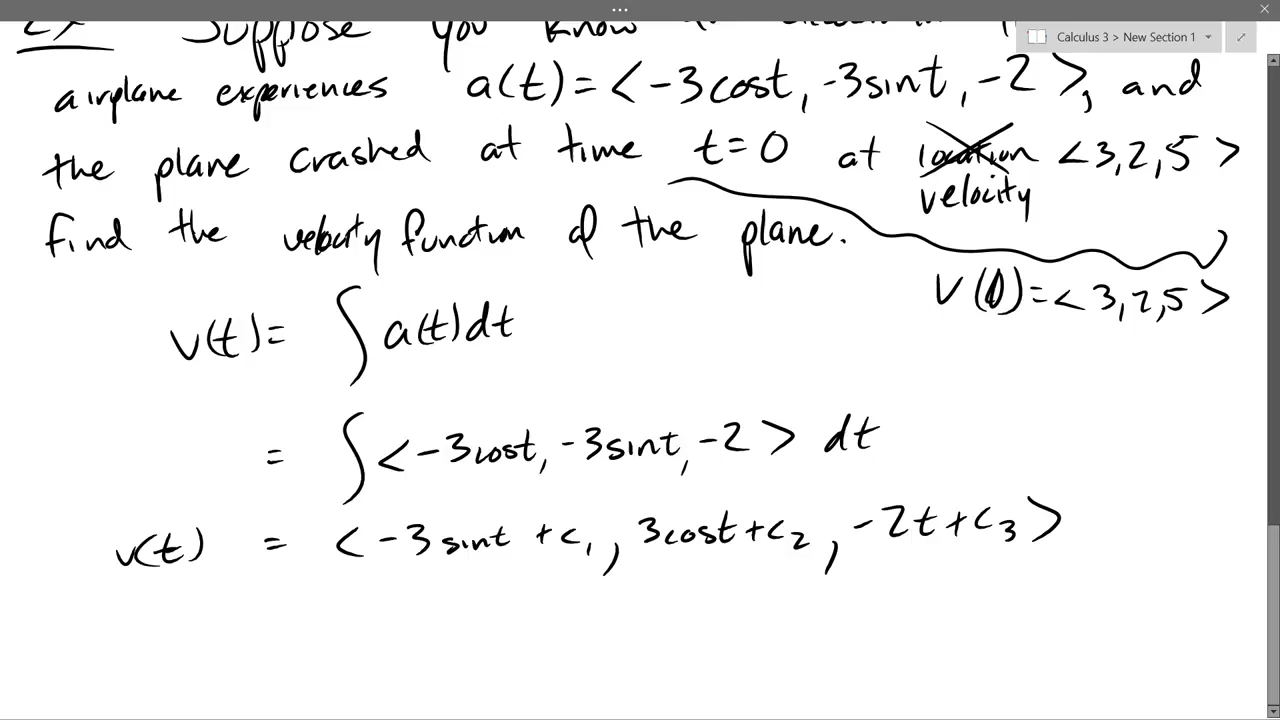 Calculus 3 > New Section 1
Ex Suppose you know
airplane experiences a(t) = < -3cost, -3sint, -2 >, and
the plane crashed at time t=0 at location <3,2,5>
velocity
find the velocity function of the plane.
v(0)=<3,2,5>
v(t)= ∫ a(t)dt
= ∫< -3cost, -3sint, -2> dt
v(t) = < -3sint +c₁, 3cost+c₂, -2t+c₃>